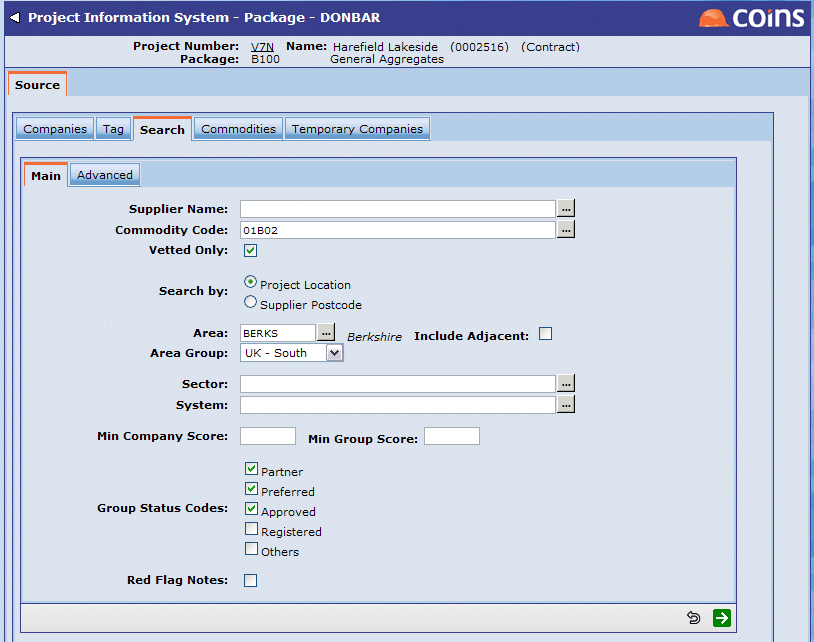 Project Information System - Package - DONBAR
coins
Project Number: V7N Name: Harefield Lakeside (0002516) (Contract)
Package: B100 General Aggregates
Source
Companies Tag Search Commodities Temporary Companies
Main Advanced
Supplier Name: ...
Commodity Code: 01B02 ...
Vetted Only:
Search by: Project Location
Supplier Postcode
Area: BERKS ... Berkshire Include Adjacent:
Area Group: UK - South
Sector: ...
System: ...
Min Company Score: Min Group Score:
Group Status Codes: Partner
Preferred
Approved
Registered
Others
Red Flag Notes: